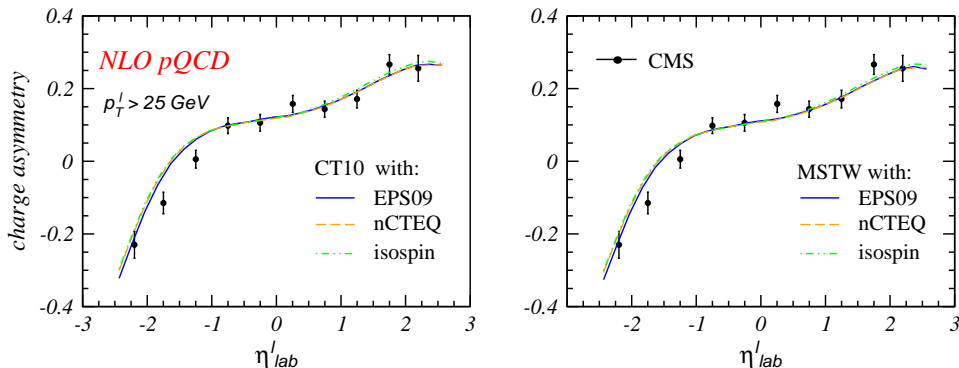 0.4
0.2
0
-0.2
-0.4
charge asymmetry
NLO pQCD
p_T^l > 25 GeV
CT10 with:
EPS09
nCTEQ
isospin
-3 -2 -1 0 1 2 3
η^l_lab
CMS
MSTW with:
EPS09
nCTEQ
isospin
0.4
0.2
0
-0.2
-0.4
-2 -1 0 1 2 3
η^l_lab